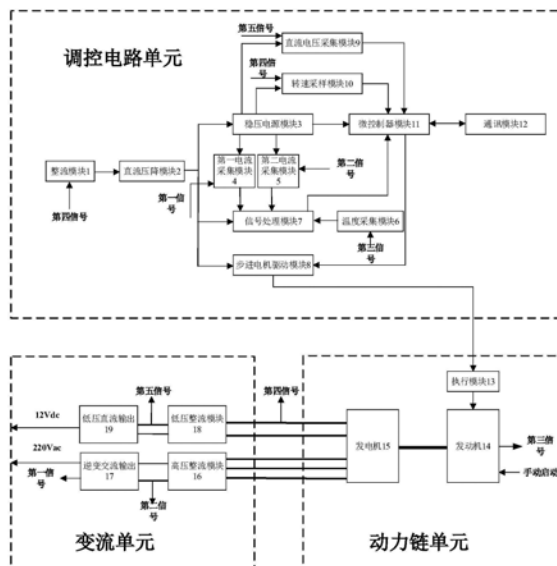 调控电路单元
第五信号
直流电压采集模块9
第四信号
转速采样模块10
稳压电源模块3
微控制器模块11
通讯模块12
整流模块1
直流压降模块2
第一电流
采集模块
4
第二电流
采集模块
5
第二信
号
第四信号
第一信
号
信号处理模块7
温度采集模块6
第三信
号
步进电机驱动模块8
执行模块13
第五信号
第四信号
12Vdc
低压直流输出
19
低压整流模块
18
发电机15
发动机14
第三信
号
220Vac
第一信
号
逆变交流输出
17
高压整流模块
16
手动启动
第二信
号
变流单元
动力链单元